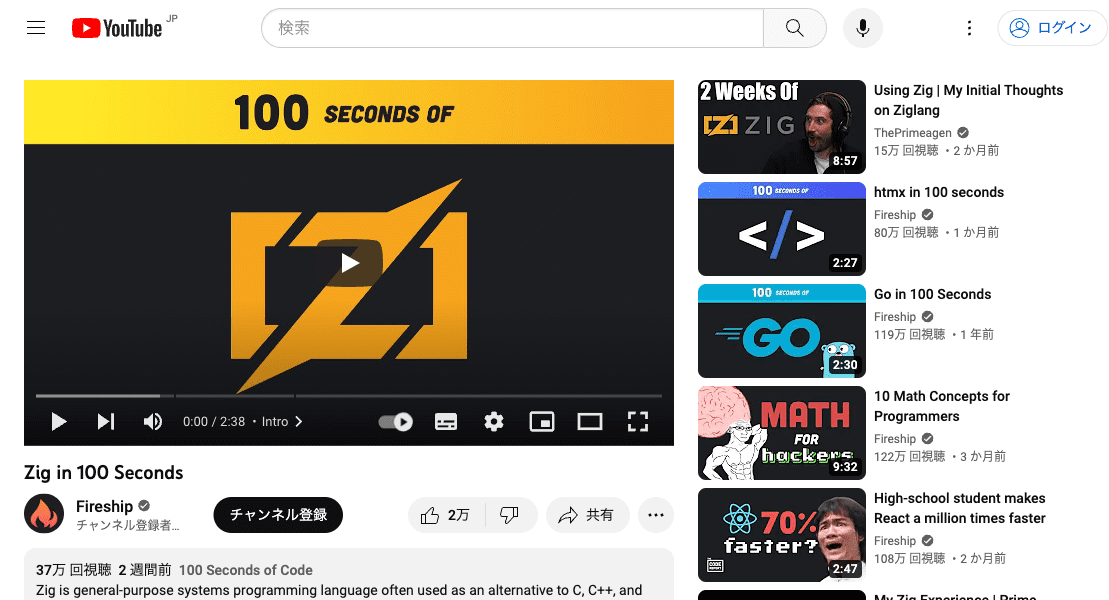 YouTube JP
検索
ログイン
100 SECONDS OF
0:00 / 2:38 • Intro
Zig in 100 Seconds
Fireship
チャンネル登録者...
チャンネル登録
2万
共有
37万 回視聴 2 週間前 100 Seconds of Code
Zig is general-purpose systems programming language often used as an alternative to C, C++, and
2 Weeks Of
ZIG
8:57
Using Zig | My Initial Thoughts
on Ziglang
ThePrimeagen
15万 回視聴 • 2 か月前
100 SECONDS OF
</>
2:27
htmx in 100 seconds
Fireship
80万 回視聴 • 1 か月前
100 SECONDS OF
GO
2:30
Go in 100 Seconds
Fireship
119万 回視聴 • 1 年前
MATH
FOR
hackers
9:32
10 Math Concepts for
Programmers
Fireship
122万 回視聴 • 3 か月前
70%
faster?
CODE
REPORT
2:47
High-school student makes
React a million times faster
Fireship
108万 回視聴 • 2 か月前
My Zig Experience | Prime